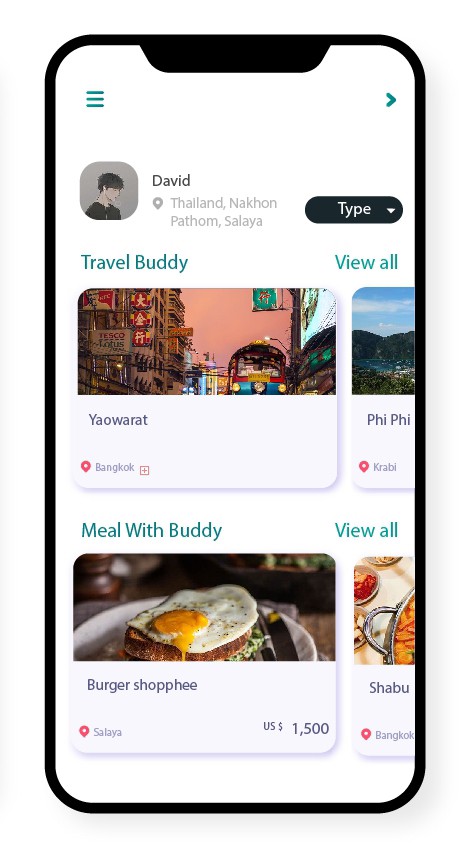 David
Thailand, Nakhon
Pathom, Salaya
Type
Travel Buddy
View all
TESCO
Lotus
大
Yaowarat
Phi Phi
Bangkok
Krabi
Meal With Buddy
View all
Burger shopphee
Shabu
Salaya
US $ 1,500
Bangkok